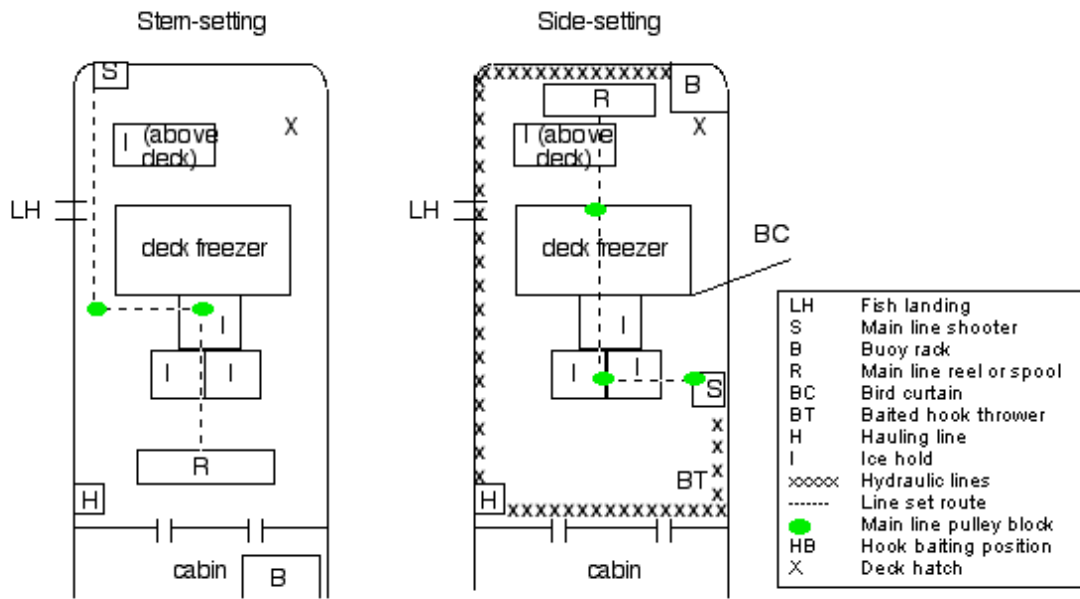 Stern-setting
Side-setting
S
B
R
X
X
I (above
deck)
I (above
deck)
LH
LH
BC
deck freezer
deck freezer
I
I
I
I
I
I
S
R
BT
H
H
cabin
B
cabin
LH Fish landing
S Main line shooter
B Buoy rack
R Main line reel or spool
BC Bird curtain
BT Baited hook thrower
H Hauling line
I Ice hold
xxxxx Hydraulic lines
------ Line set route
Main line pulley block
HB Hook baiting position
X Deck hatch